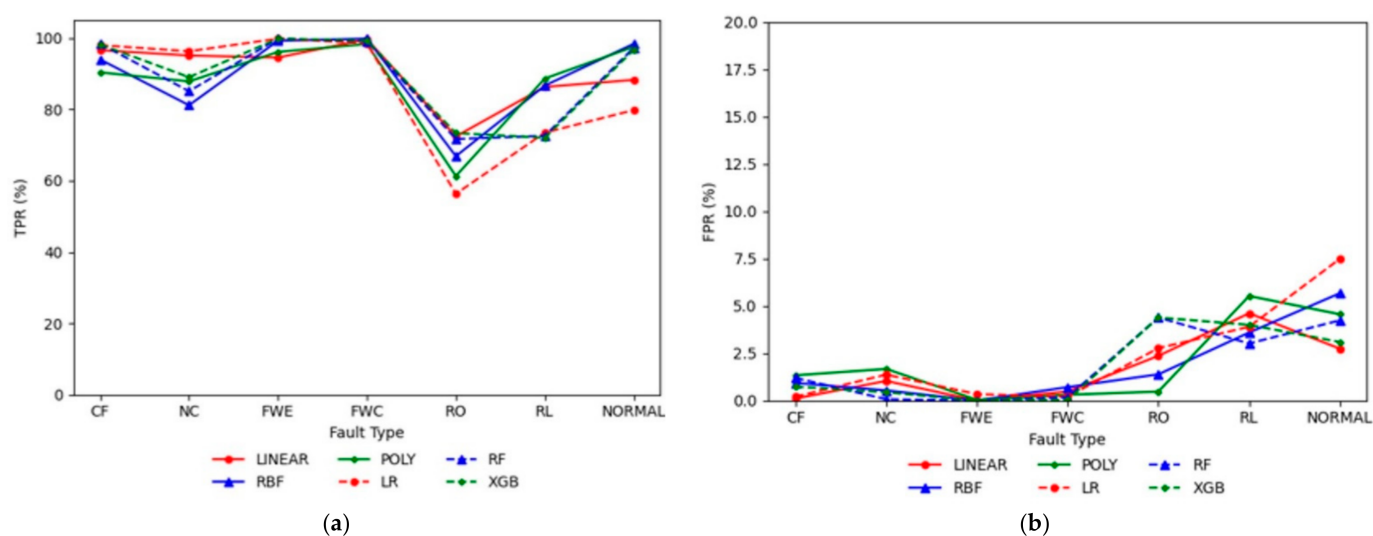 100
80
60
40
20
0
TPR (%)
CF NC FWE FWC RO RL NORMAL
Fault Type
LINEAR POLY RF
RBF LR XGB
(a)
20.0
17.5
15.0
12.5
10.0
7.5
5.0
2.5
0.0
FPR (%)
CF NC FWE FWC RO RL NORMAL
Fault Type
LINEAR POLY RF
RBF LR XGB
(b)